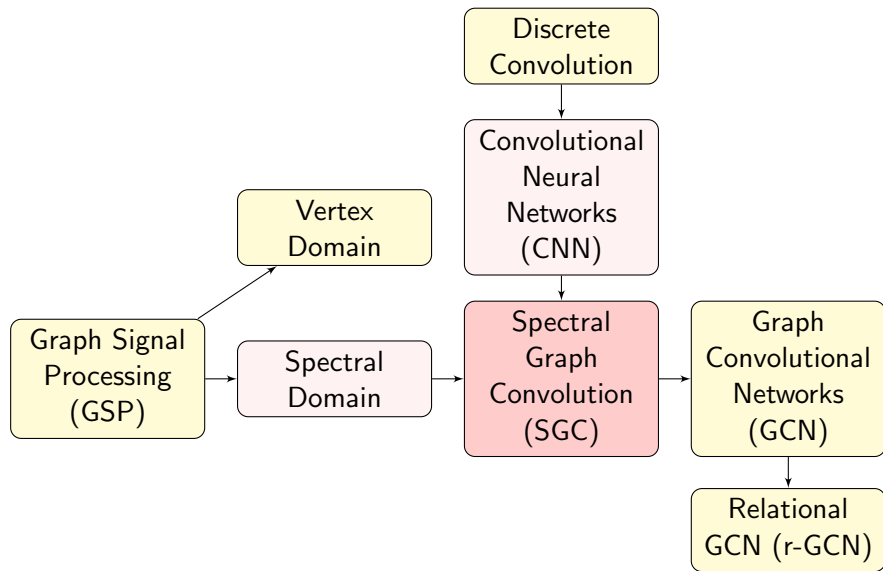 Discrete
Convolution
Convolutional
Neural
Networks
(CNN)
Vertex
Domain
Graph Signal
Processing
(GSP)
Spectral
Domain
Spectral
Graph
Convolution
(SGC)
Graph
Convolutional
Networks
(GCN)
Relational
GCN (r-GCN)